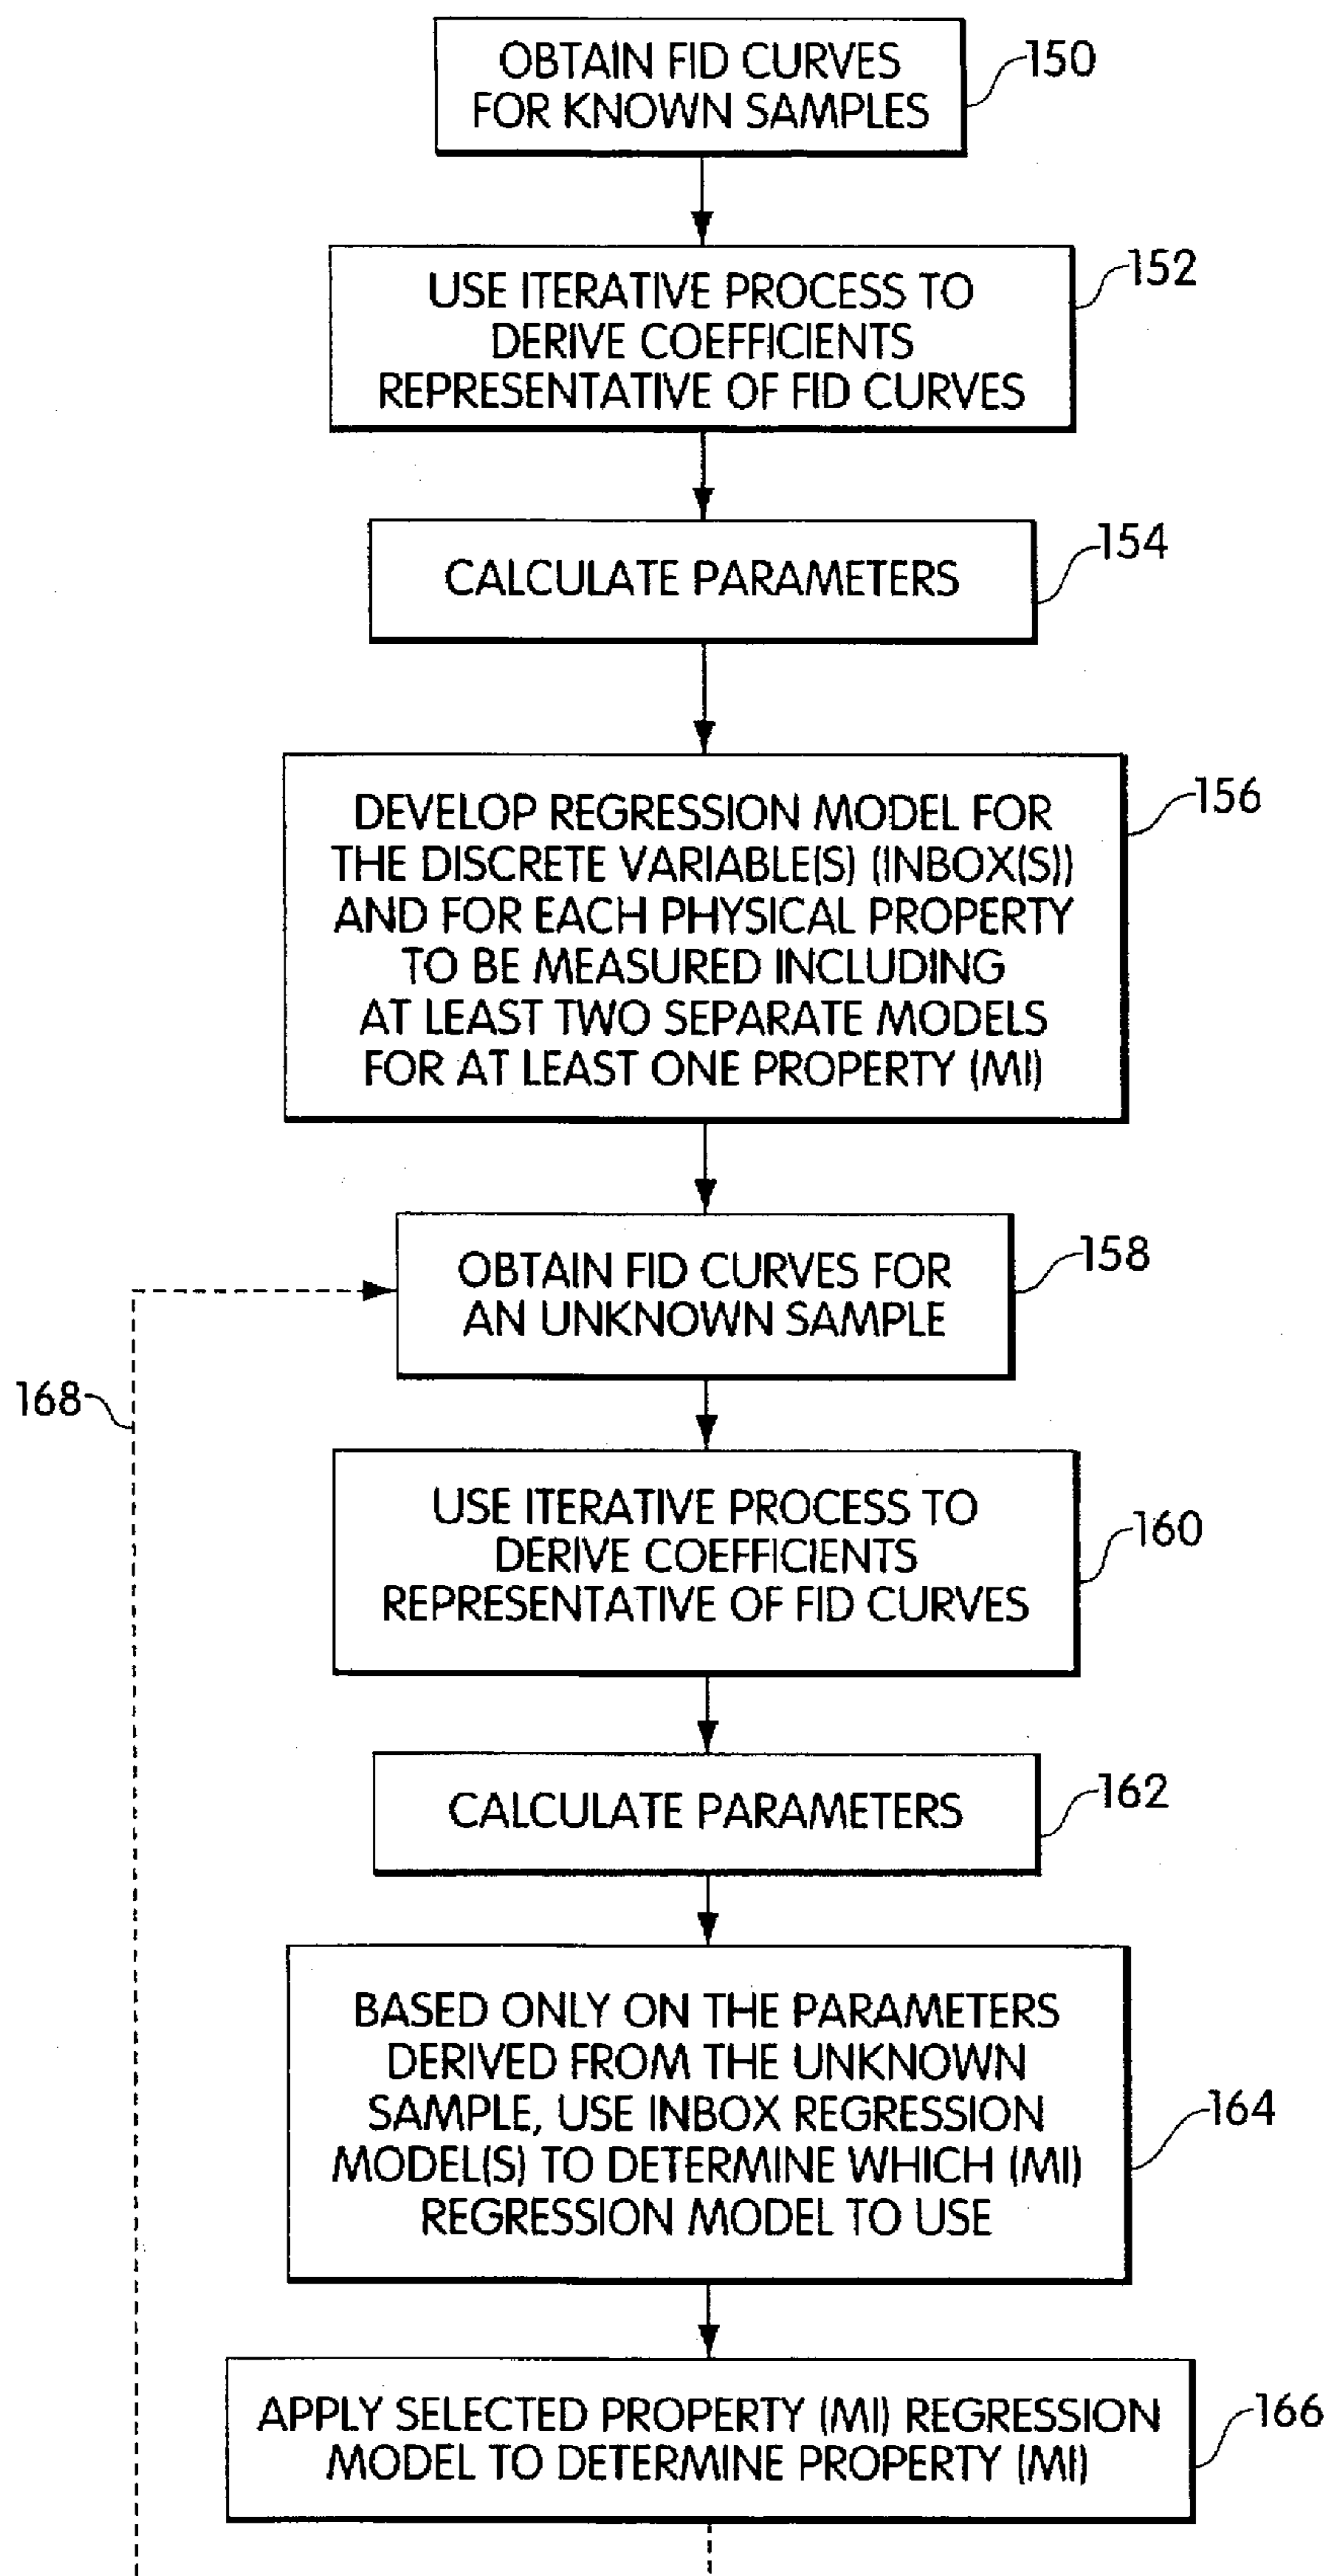 OBTAIN FID CURVES
FOR KNOWN SAMPLES
150
USE ITERATIVE PROCESS TO
DERIVE COEFFICIENTS
REPRESENTATIVE OF FID CURVES
152
CALCULATE PARAMETERS
154
DEVELOP REGRESSION MODEL FOR
THE DISCRETE VARIABLE(S) (INBOX(S))
AND FOR EACH PHYSICAL PROPERTY
TO BE MEASURED INCLUDING
AT LEAST TWO SEPARATE MODELS
FOR AT LEAST ONE PROPERTY (MI)
156
OBTAIN FID CURVES FOR
AN UNKNOWN SAMPLE
158
168
USE ITERATIVE PROCESS TO
DERIVE COEFFICIENTS
REPRESENTATIVE OF FID CURVES
160
CALCULATE PARAMETERS
162
BASED ONLY ON THE PARAMETERS
DERIVED FROM THE UNKNOWN
SAMPLE, USE INBOX REGRESSION
MODEL(S) TO DETERMINE WHICH (MI)
REGRESSION MODEL TO USE
164
APPLY SELECTED PROPERTY (MI) REGRESSION
MODEL TO DETERMINE PROPERTY (MI)
166